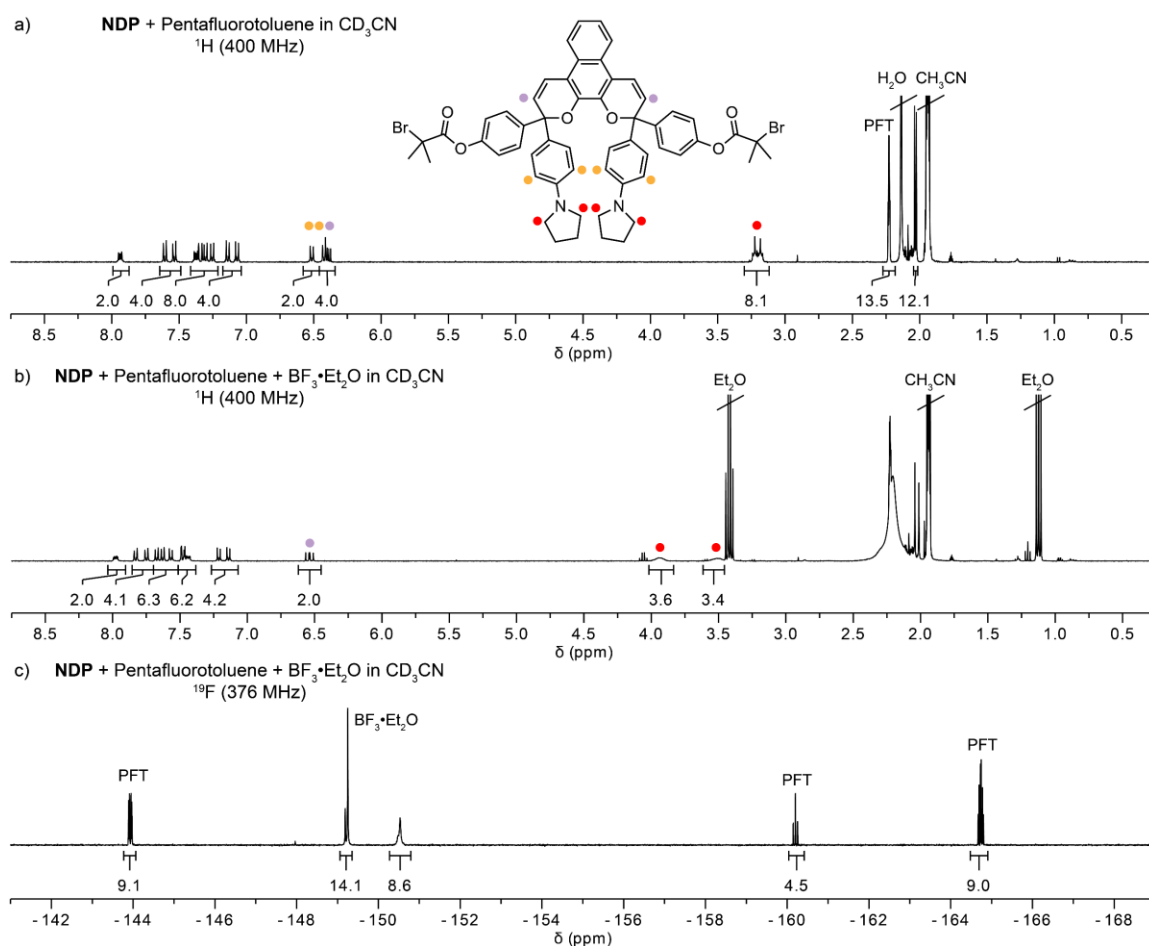 a) NDP + Pentafluorotoluene in CD₃CN
¹H (400 MHz)
Br O O O O O O Br
N N
PFT H₂O CH₃CN
2.0 4.0 8.0 4.0 2.0 4.0 8.1 13.5 12.1
8.5 8.0 7.5 7.0 6.5 6.0 5.5 5.0 4.5 4.0 3.5 3.0 2.5 2.0 1.5 1.0 0.5
δ (ppm)
b) NDP + Pentafluorotoluene + BF₃•Et₂O in CD₃CN
¹H (400 MHz)
Et₂O CH₃CN Et₂O
2.0 4.1 6.3 6.2 4.2 2.0 3.6 3.4
8.5 8.0 7.5 7.0 6.5 6.0 5.5 5.0 4.5 4.0 3.5 3.0 2.5 2.0 1.5 1.0 0.5
δ (ppm)
c) NDP + Pentafluorotoluene + BF₃•Et₂O in CD₃CN
¹⁹F (376 MHz)
PFT BF₃•Et₂O PFT PFT
9.1 14.1 8.6 4.5 9.0
-142 -144 -146 -148 -150 -152 -154 -156 -158 -160 -162 -164 -166 -168
δ (ppm)